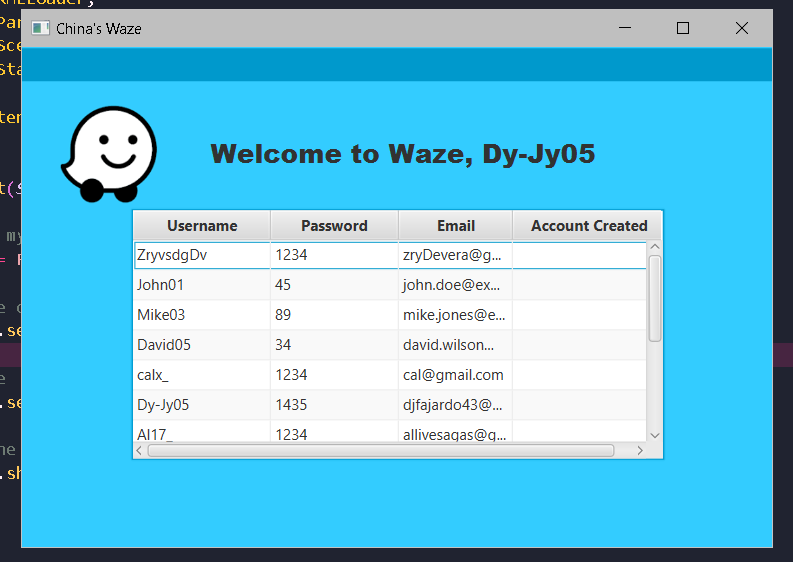 China's Waze
Welcome to Waze, Dy-Jy05
Username Password Email Account Created
ZryvsdgDv 1234 zryDevera@g...
John01 45 john.doe@ex...
Mike03 89 mike.jones@e...
David05 34 david.wilson...
calx_ 1234 cal@gmail.com
Dy-Jy05 1435 djfajardo43@...
Al17_ 1234 allivesagas@g...